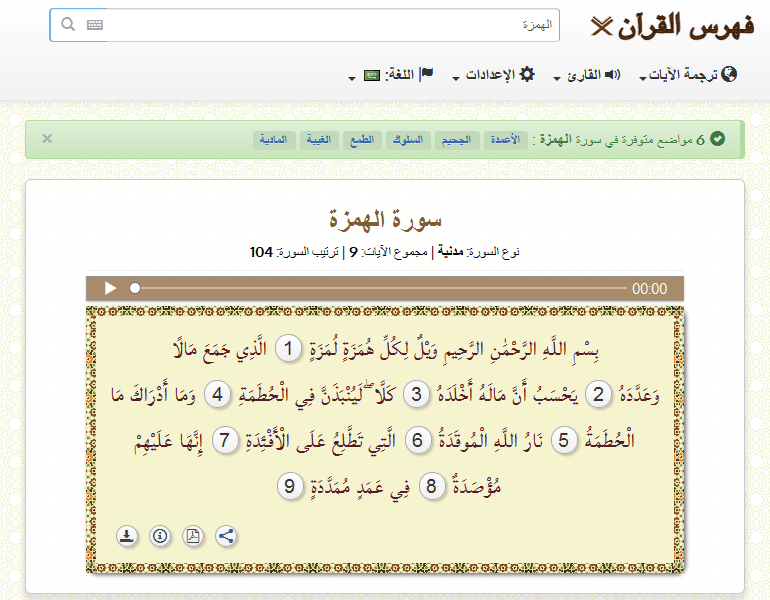 فهرس القرآن
الهمزة
ترجمة الآيات القارئ الإعدادات اللغة:
6 مواضع متوفرة في سورة الهمزة : الأعمدة الجحيم السلوك الطمع الغيبة المادية ×
سورة الهمزة
نوع السورة: مدنية | مجموع الآيات: 9 | ترتيب السورة: 104
00:00
بِسْمِ اللَّهِ الرَّحْمَٰنِ الرَّحِيمِ وَيْلٌ لِكُلِّ هُمَزَةٍ لُمَزَةٍ 1 الَّذِي جَمَعَ مَالًا
وَعَدَّدَهُ 2 يَحْسَبُ أَنَّ مَالَهُ أَخْلَدَهُ 3 كَلَّا ۖ لَيُنْبَذَنَّ فِي الْحُطَمَةِ 4 وَمَا أَدْرَاكَ مَا
الْحُطَمَةُ 5 نَارُ اللَّهِ الْمُوقَدَةُ 6 الَّتِي تَطَّلِعُ عَلَى الْأَفْئِدَةِ 7 إِنَّهَا عَلَيْهِمْ
مُؤْصَدَةٌ 8 فِي عَمَدٍ مُمَدَّدَةٍ 9